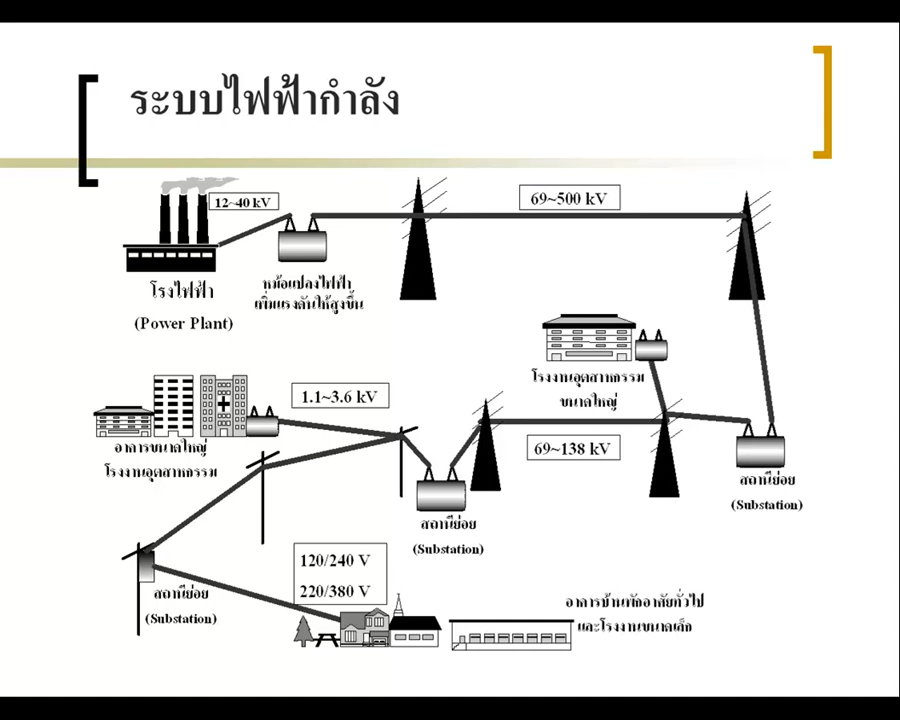 ระบบไฟฟ้ากำลัง
12~40 kV
69~500 kV
โรงไฟฟ้า
(Power Plant)
หม้อแปลงไฟฟ้า
เพิ่มแรงดันให้สูงขึ้น
โรงงานอุตสาหกรรม
ขนาดใหญ่
1.1~3.6 kV
อาคารขนาดใหญ่
โรงงานอุตสาหกรรม
69~138 kV
สถานีย่อย
(Substation)
สถานีย่อย
(Substation)
120/240 V
220/380 V
สถานีย่อย
(Substation)
อาคารบ้านพักอาศัยทั่วไป
และโรงงานขนาดเล็ก